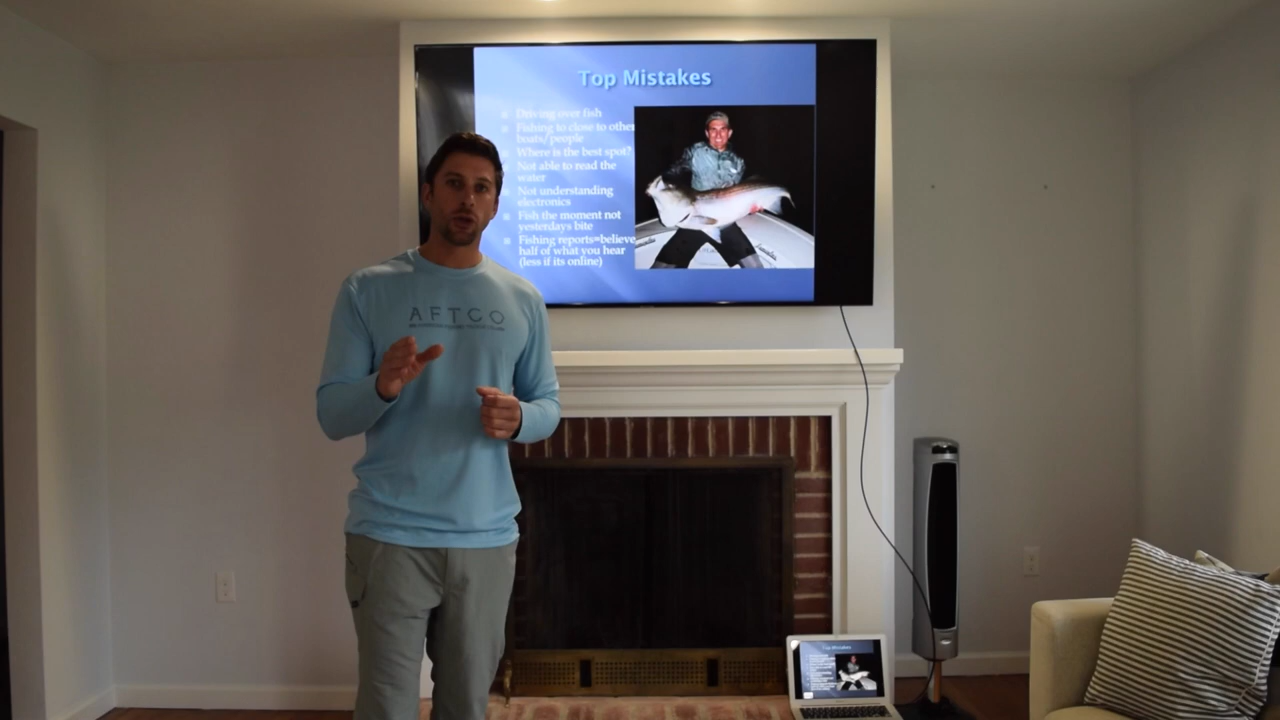 Top Mistakes
Driving over fish
Fishing to close to other
boats/people
Where is the best spot?
Not able to read the
water
Not understanding
electronics
Fish the moment not
yesterdays bite
Fishing reports=believe
half of what you hear
(less if its online)
AFTCO
Top Mistakes